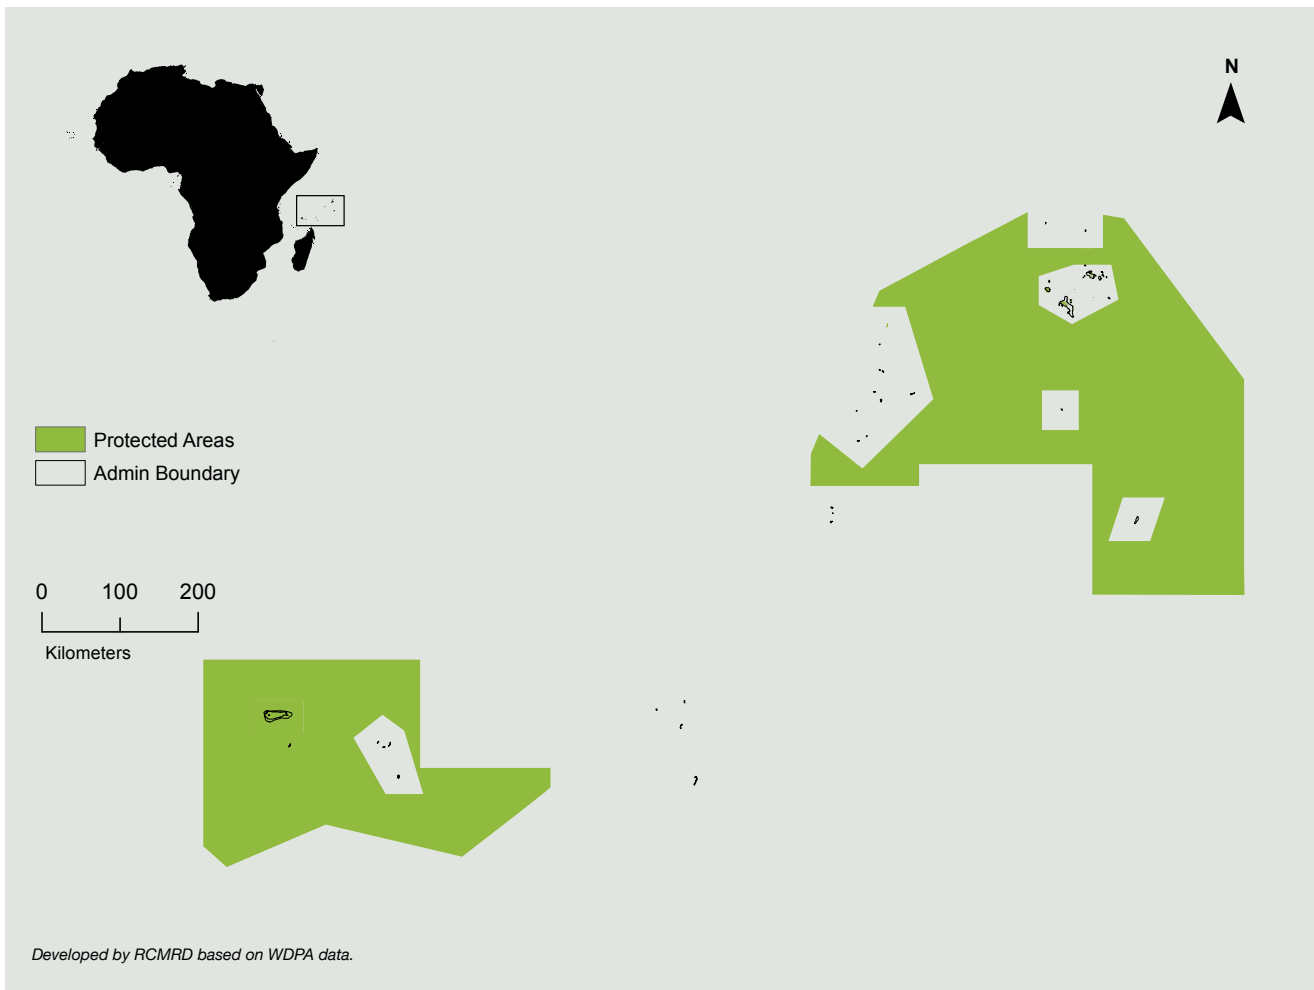 N
Protected Areas
Admin Boundary
0 100 200
Kilometers
Developed by RCMRD based on WDPA data.